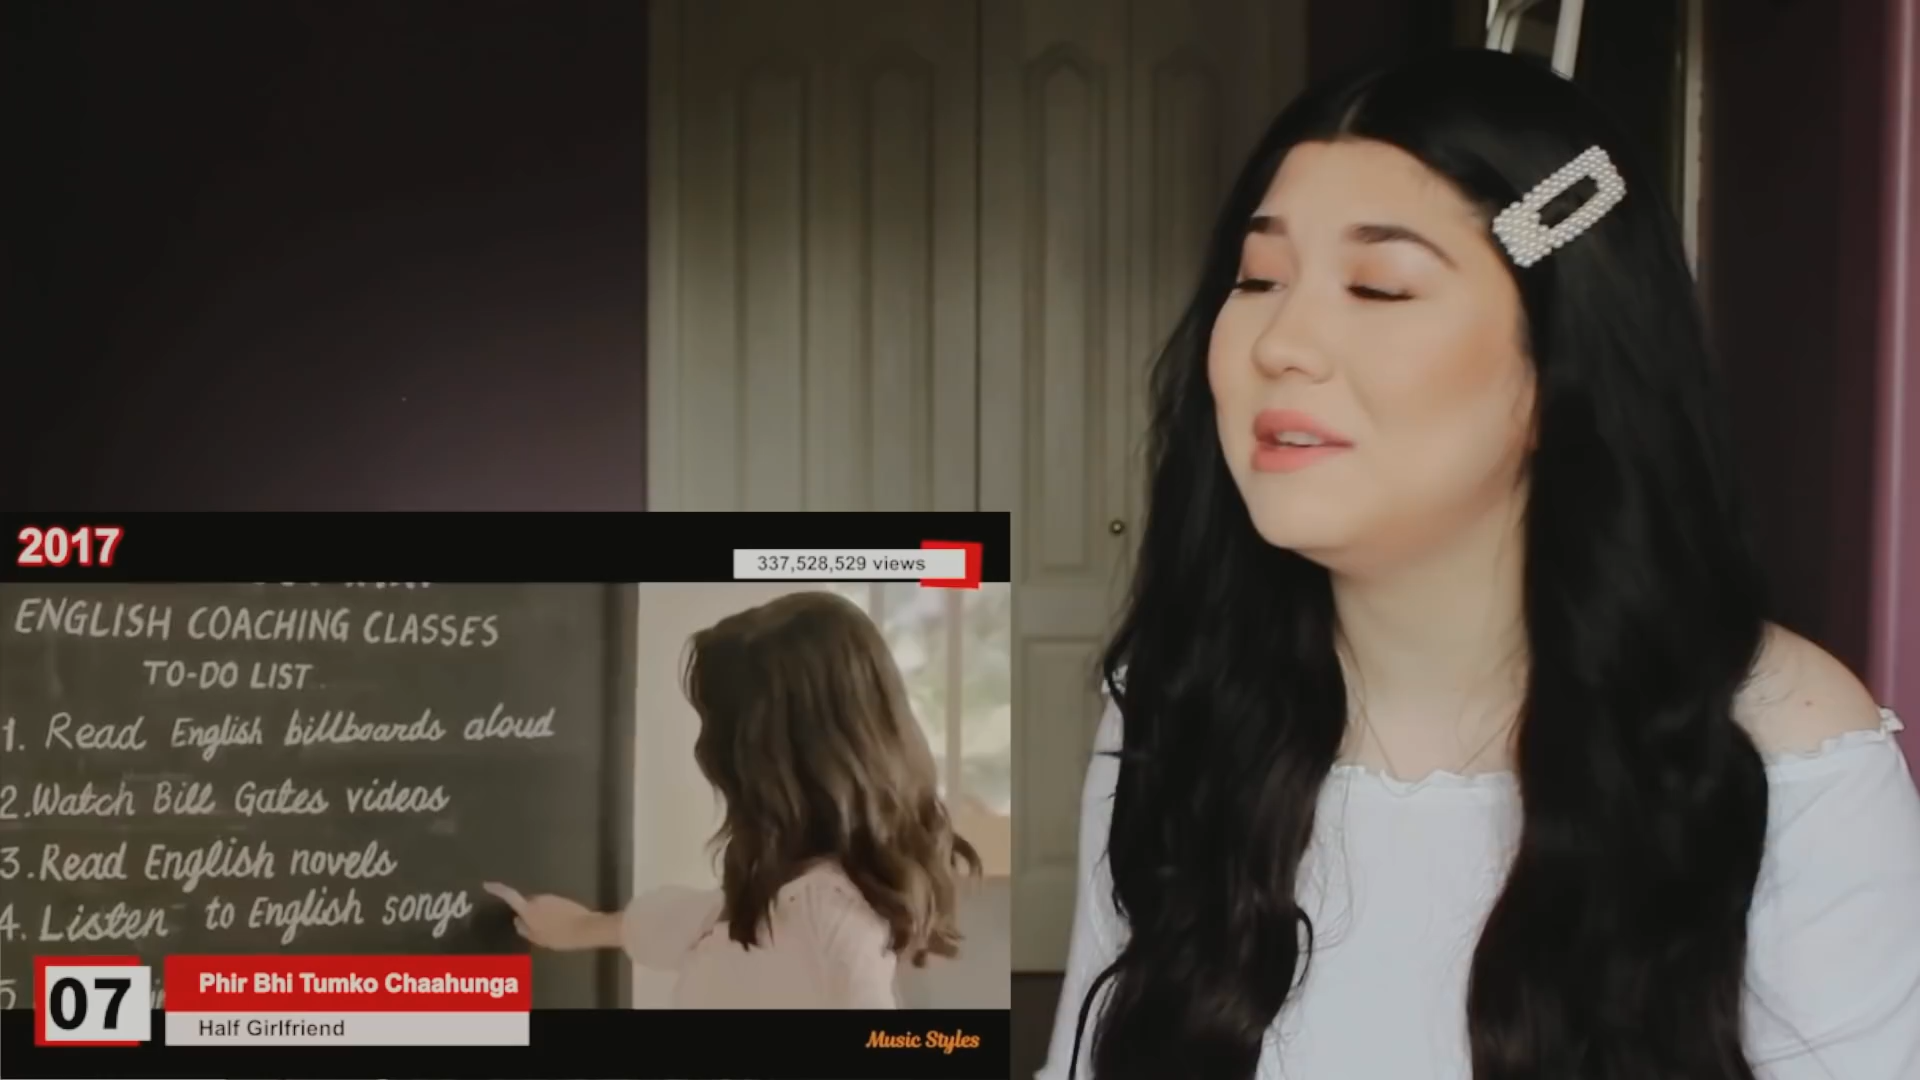 2017
337,528,529 views
ENGLISH COACHING CLASSES
TO-DO LIST
1. Read English billboards aloud
2. Watch Bill Gates videos
3. Read English novels
4. Listen to English songs
5
07
Phir Bhi Tumko Chaahunga
Half Girlfriend
Music Styles